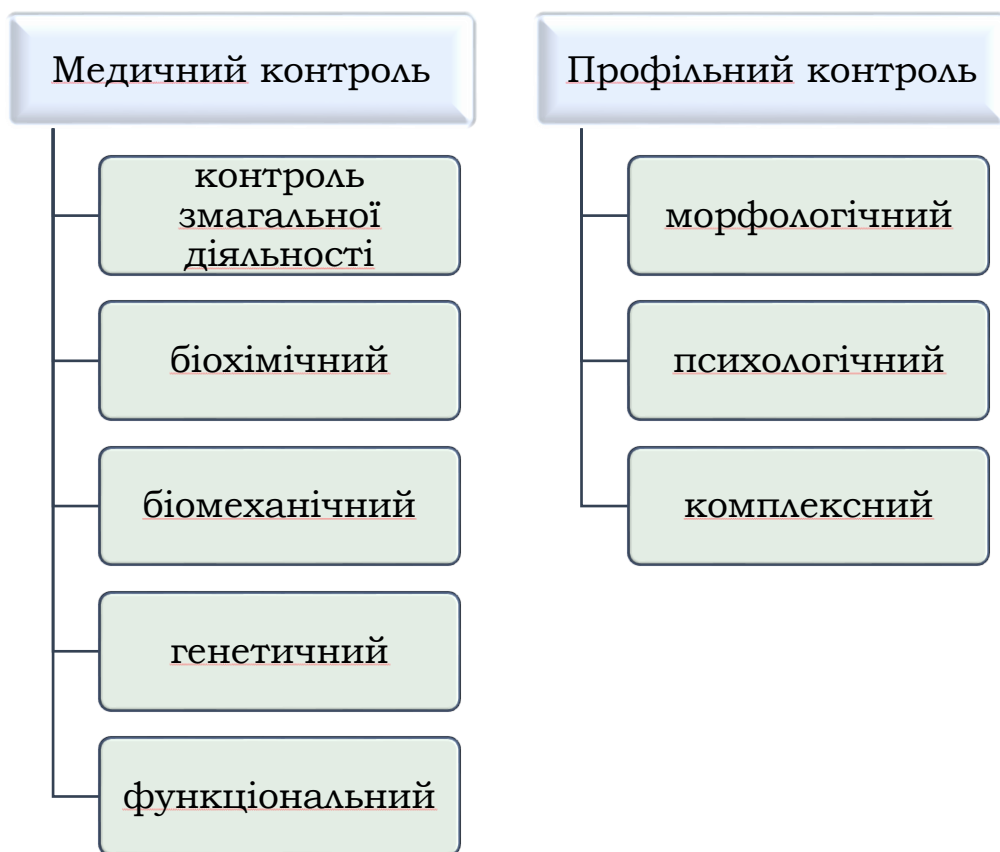 Медичний контроль
контроль
змагальної
діяльності
біохімічний
біомеханічний
генетичний
функціональний
Профільний контроль
морфологічний
психологічний
комплексний